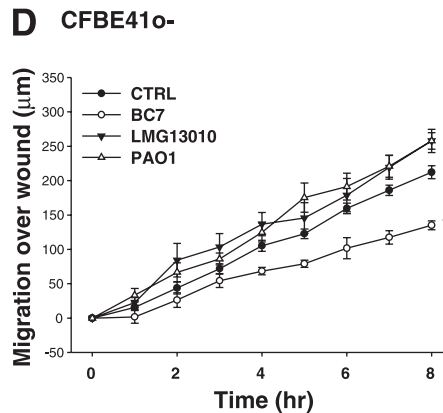 D CFBE41o-
350
300
250
200
150
100
50
0
-50
Migration over wound (μm)
CTRL
BC7
LMG13010
PAO1
0 2 4 6 8
Time (hr)